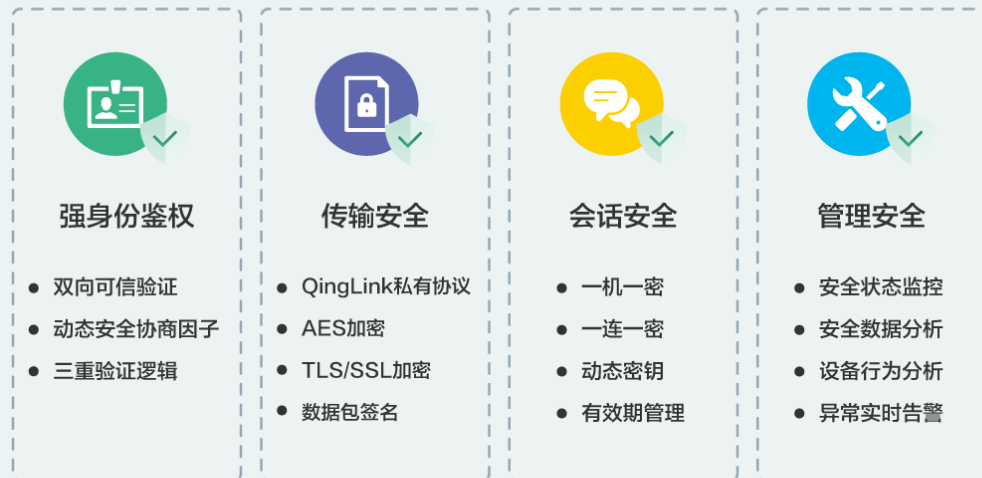 强身份鉴权
双向可信验证
动态安全协商因子
三重验证逻辑
传输安全
QingLink私有协议
AES加密
TLS/SSL加密
数据包签名
会话安全
一机一密
一连一密
动态密钥
有效期管理
管理安全
安全状态监控
安全数据分析
设备行为分析
异常实时告警